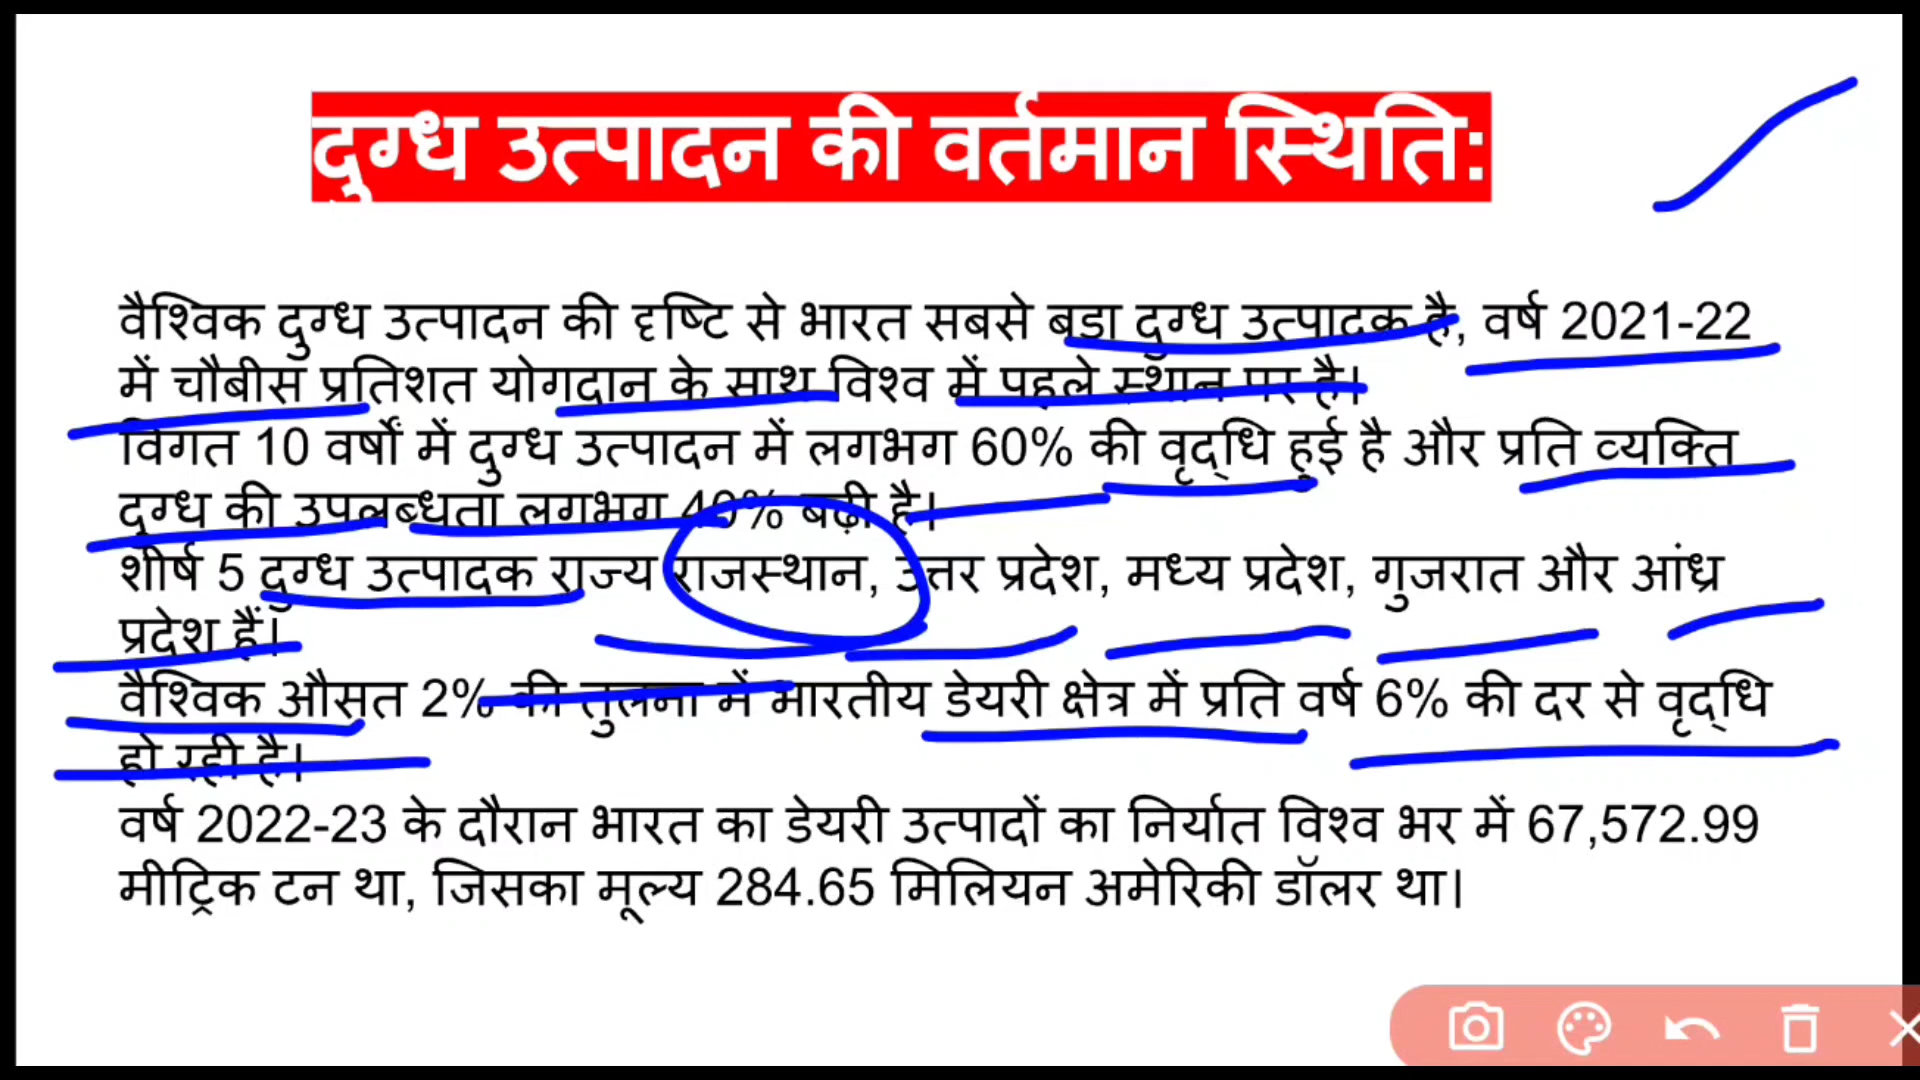 दुग्ध उत्पादन की वर्तमान स्थिति:
वैश्विक दुग्ध उत्पादन की दृष्टि से भारत सबसे बड़ा दुग्ध उत्पादक है, वर्ष 2021-22
में चौबीस प्रतिशत योगदान के साथ विश्व में पहले स्थान पर है।
विगत 10 वर्षों में दुग्ध उत्पादन में लगभग 60% की वृद्धि हुई है और प्रति व्यक्ति
दुग्ध की उपलब्धता लगभग 40% बढ़ी है।
शीर्ष 5 दुग्ध उत्पादक राज्य राजस्थान, उत्तर प्रदेश, मध्य प्रदेश, गुजरात और आंध्र
प्रदेश हैं।
वैश्विक औसत 2% की तुलना में भारतीय डेयरी क्षेत्र में प्रति वर्ष 6% की दर से वृद्धि
हो रही है।
वर्ष 2022-23 के दौरान भारत का डेयरी उत्पादों का निर्यात विश्व भर में 67,572.99
मीट्रिक टन था, जिसका मूल्य 284.65 मिलियन अमेरिकी डॉलर था।